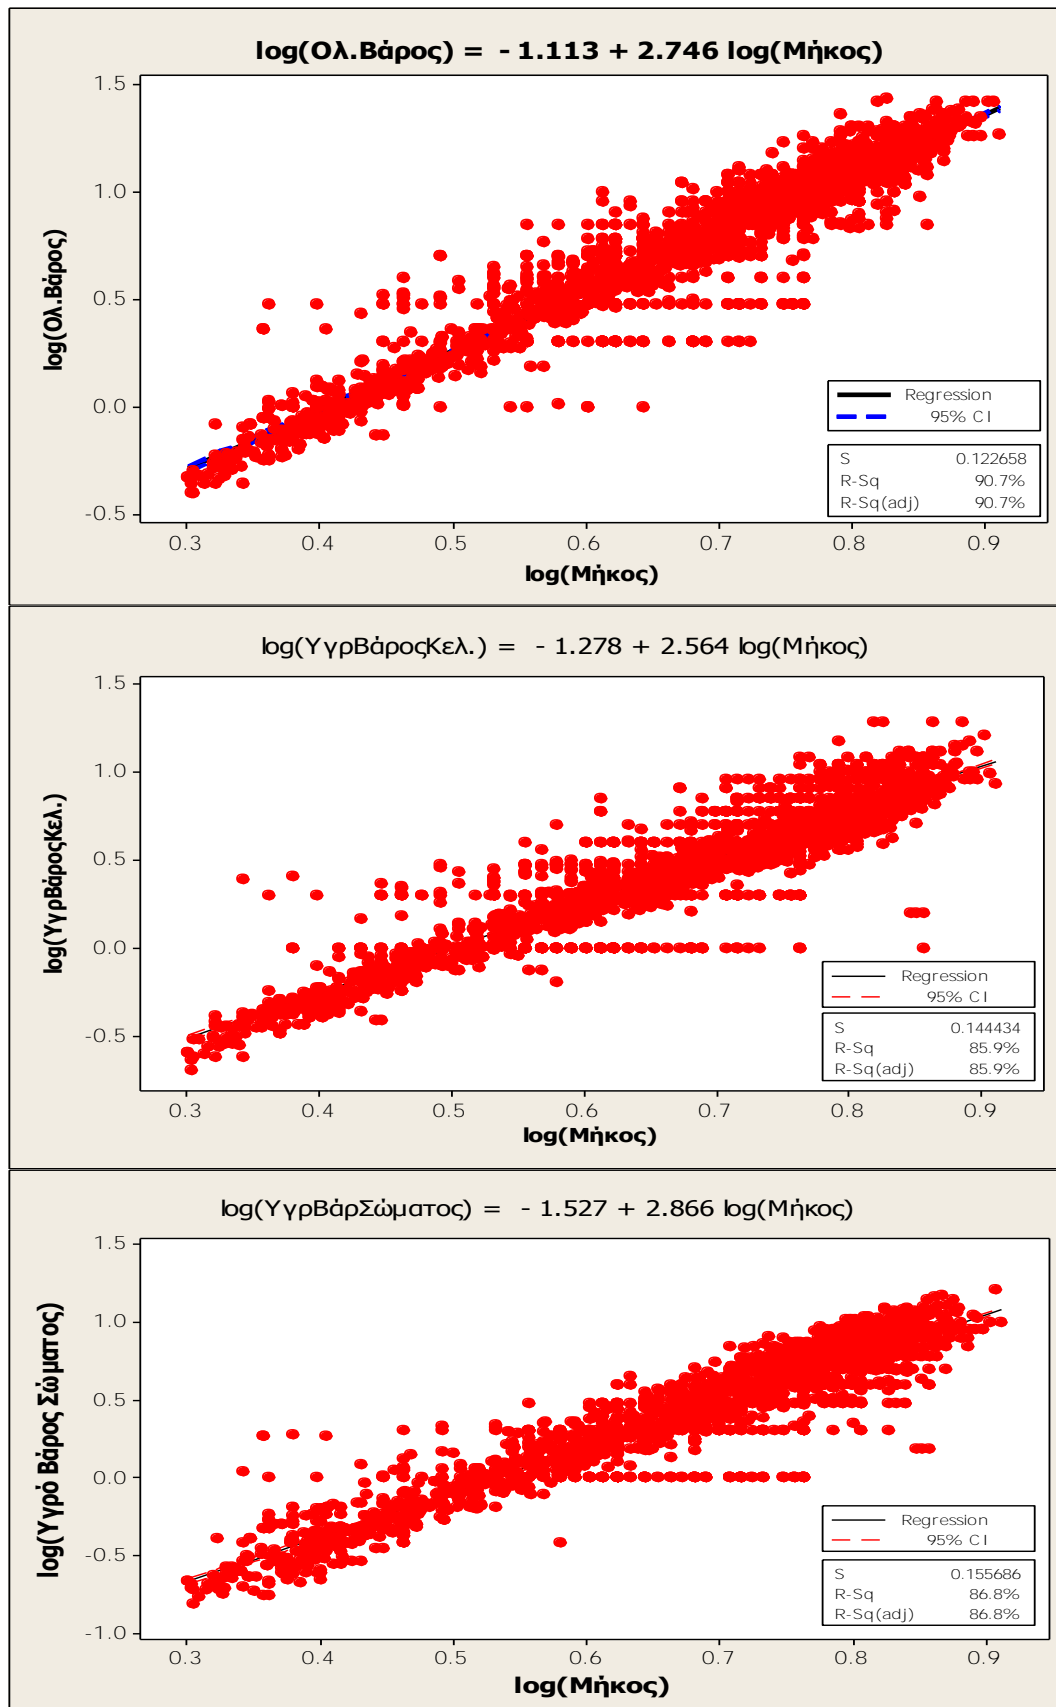 log(Ολ.Βάρος) = - 1.113 + 2.746 log(Μήκος)
1.5
1.0
0.5
0.0
-0.5
log(Ολ.Βάρος)
Regression
95% CI
S 0.122658
R-Sq 90.7%
R-Sq(adj) 90.7%
0.3 0.4 0.5 0.6 0.7 0.8 0.9
log(Μήκος)
log(ΥγρΒάροςΚελ.) = - 1.278 + 2.564 log(Μήκος)
1.5
1.0
0.5
0.0
-0.5
log(ΥγρΒάροςΚελ.)
Regression
95% CI
S 0.144434
R-Sq 85.9%
R-Sq(adj) 85.9%
0.3 0.4 0.5 0.6 0.7 0.8 0.9
log(Μήκος)
log(ΥγρΒάρΣώματος) = - 1.527 + 2.866 log(Μήκος)
1.5
1.0
0.5
0.0
-0.5
-1.0
log(Υγρό Βάρος Σώματος)
Regression
95% CI
S 0.155686
R-Sq 86.8%
R-Sq(adj) 86.8%
0.3 0.4 0.5 0.6 0.7 0.8 0.9
log(Μήκος)